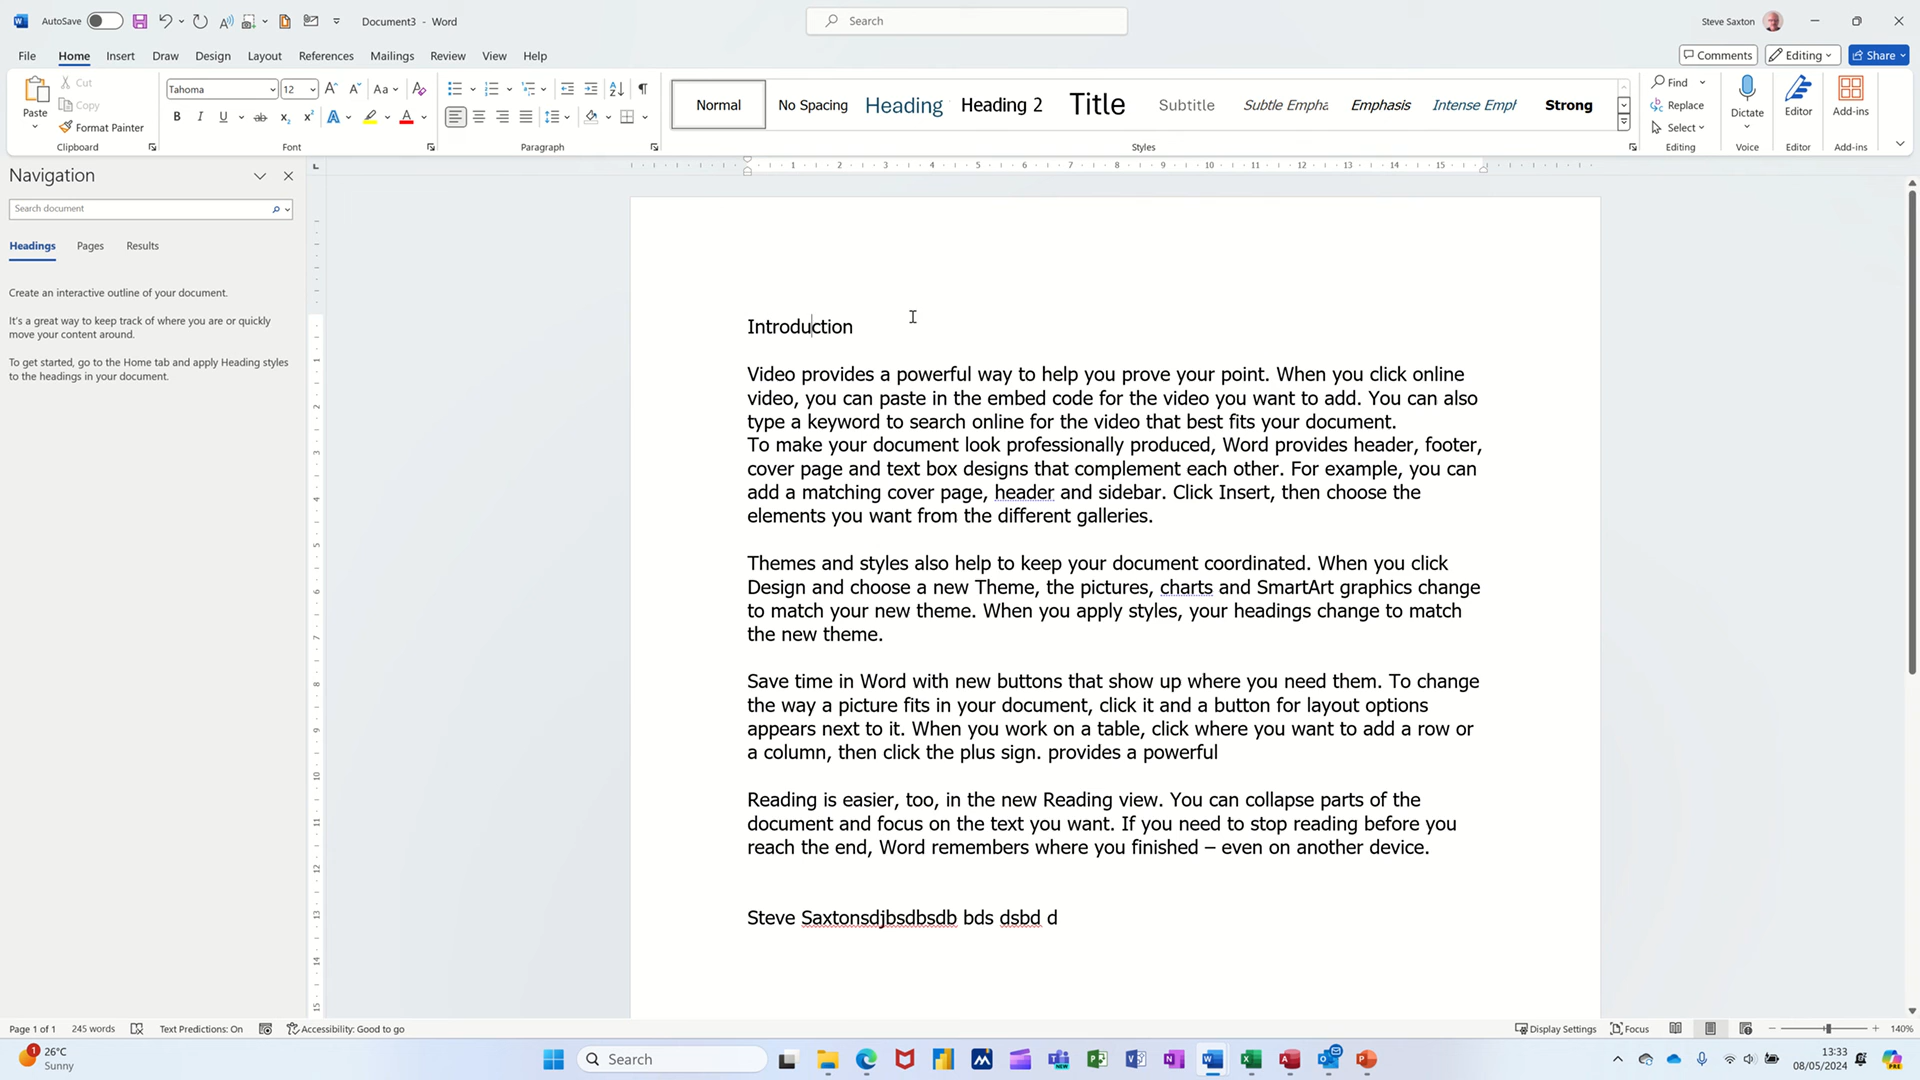 AutoSave
Document3 - Word
Search
Steve Saxton
File Home Insert Draw Design Layout References Mailings Review View Help
Comments Editing Share
Paste
Cut
Copy
Format Painter
Clipboard
Tahoma 12
Font
Paragraph
Normal No Spacing Heading Heading 2 Title Subtitle Subtle Empha Emphasis Intense Empl Strong
Styles
Find
Replace
Select
Editing
Dictate
Voice
Editor
Editor
Add-ins
Add-ins
Navigation
Search document
Headings Pages Results
Create an interactive outline of your document.
It's a great way to keep track of where you are or quickly
move your content around.
To get started, go to the Home tab and apply Heading styles
to the headings in your document.
1 2 3 4 5 6 7 8 9 10 11 12 13 14 15
Introduction
Video provides a powerful way to help you prove your point. When you click online
video, you can paste in the embed code for the video you want to add. You can also
type a keyword to search online for the video that best fits your document.
To make your document look professionally produced, Word provides header, footer,
cover page and text box designs that complement each other. For example, you can
add a matching cover page, header and sidebar. Click Insert, then choose the
elements you want from the different galleries.
Themes and styles also help to keep your document coordinated. When you click
Design and choose a new Theme, the pictures, charts and SmartArt graphics change
to match your new theme. When you apply styles, your headings change to match
the new theme.
Save time in Word with new buttons that show up where you need them. To change
the way a picture fits in your document, click it and a button for layout options
appears next to it. When you work on a table, click where you want to add a row or
a column, then click the plus sign. provides a powerful
Reading is easier, too, in the new Reading view. You can collapse parts of the
document and focus on the text you want. If you need to stop reading before you
reach the end, Word remembers where you finished – even on another device.
Steve Saxtonsdjbsdbsdb bds dsbd d
Page 1 of 1 245 words Text Predictions: On Accessibility: Good to go
Display Settings Focus 140%
1
26°C
Sunny
Search
13:33
08/05/2024